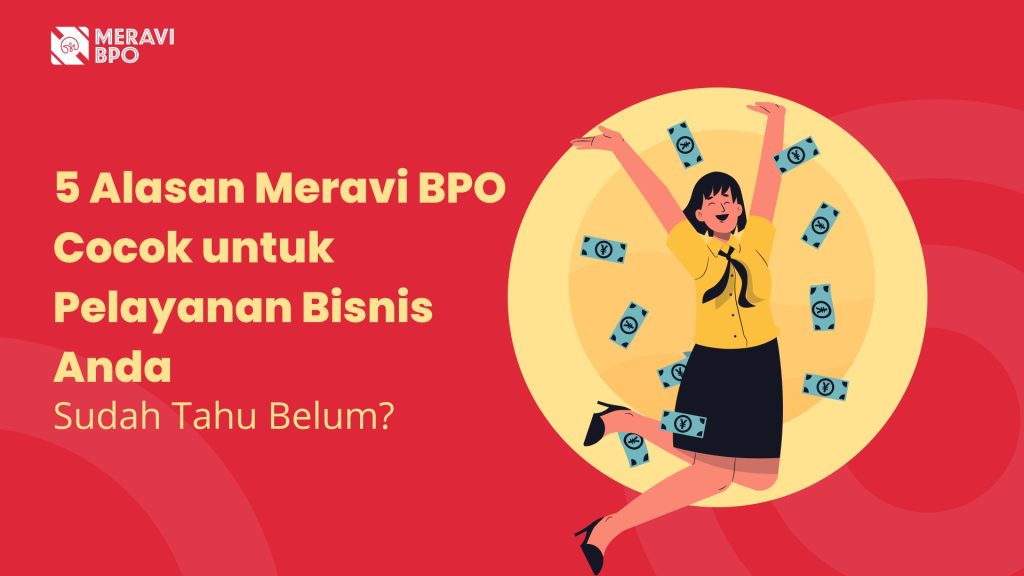 MERAVI
BPO
5 Alasan Meravi BPO
Cocok untuk
Pelayanan Bisnis
Anda
Sudah Tahu Belum?